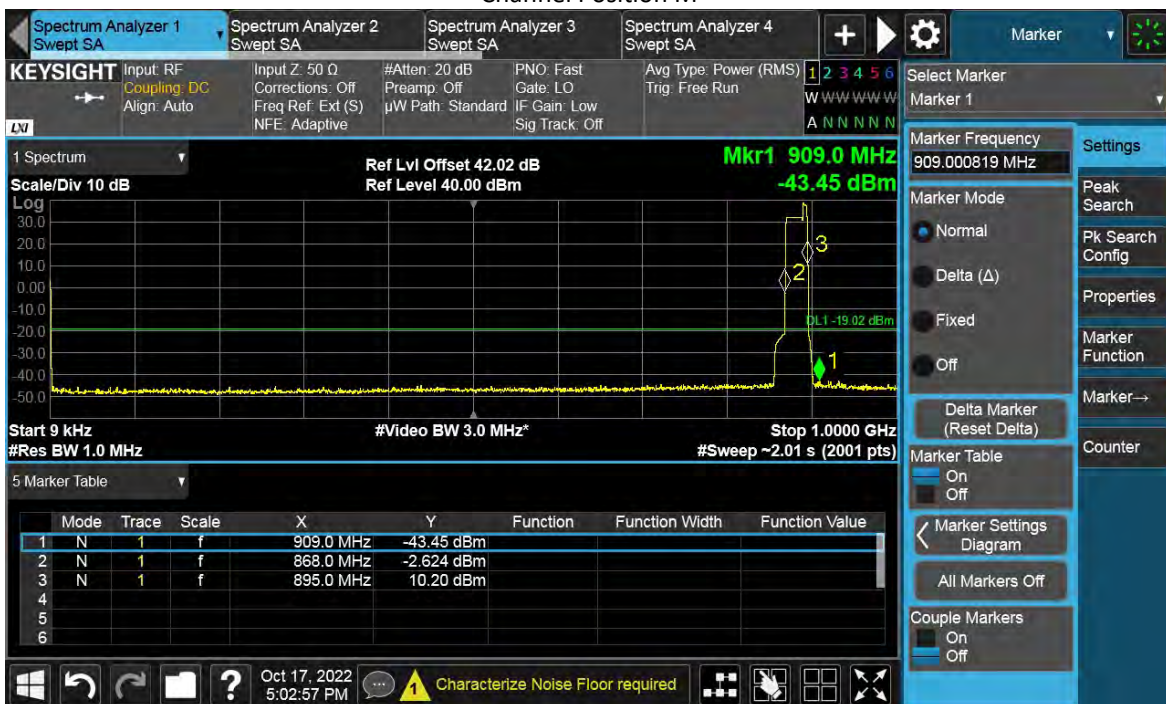 Channel Position M
Spectrum Analyzer 1
Swept SA
Spectrum Analyzer 2
Swept SA
Spectrum Analyzer 3
Swept SA
Spectrum Analyzer 4
Swept SA
+
Marker
KEYSIGHT
LXI
Input: RF
Coupling: DC
Align: Auto
Input Z: 50 Ω
Corrections: Off
Freq Ref: Ext (S)
NFE: Adaptive
#Atten: 20 dB
Preamp: Off
µW Path: Standard
PNO: Fast
Gate: LO
IF Gain: Low
Sig Track: Off
Avg Type: Power (RMS)
Trig: Free Run
1 2 3 4 5 6
W W W W W W
A N N N N N
Select Marker
Marker 1
1 Spectrum
Scale/Div 10 dB
Log
Ref Lvl Offset 42.02 dB
Ref Level 40.00 dBm
Mkr1 909.0 MHz
-43.45 dBm
30.0
20.0
10.0
0.00
-10.0
-20.0
-30.0
-40.0
-50.0
3
2
DL1 -19.02 dBm
1
Start 9 kHz
#Res BW 1.0 MHz
#Video BW 3.0 MHz*
Stop 1.0000 GHz
#Sweep ~2.01 s (2001 pts)
5 Marker Table
Mode Trace Scale X Y Function Function Width Function Value
1 N 1 f 909.0 MHz -43.45 dBm
2 N 1 f 868.0 MHz -2.624 dBm
3 N 1 f 895.0 MHz 10.20 dBm
4
5
6
Marker Frequency
909.000819 MHz
Marker Mode
Normal
Delta (Δ)
Fixed
Off
Delta Marker
(Reset Delta)
Marker Table
On
Off
Marker Settings
Diagram
All Markers Off
Couple Markers
On
Off
Settings
Peak
Search
Pk Search
Config
Properties
Marker
Function
Marker→
Counter
?
Oct 17, 2022
5:02:57 PM
1
Characterize Noise Floor required